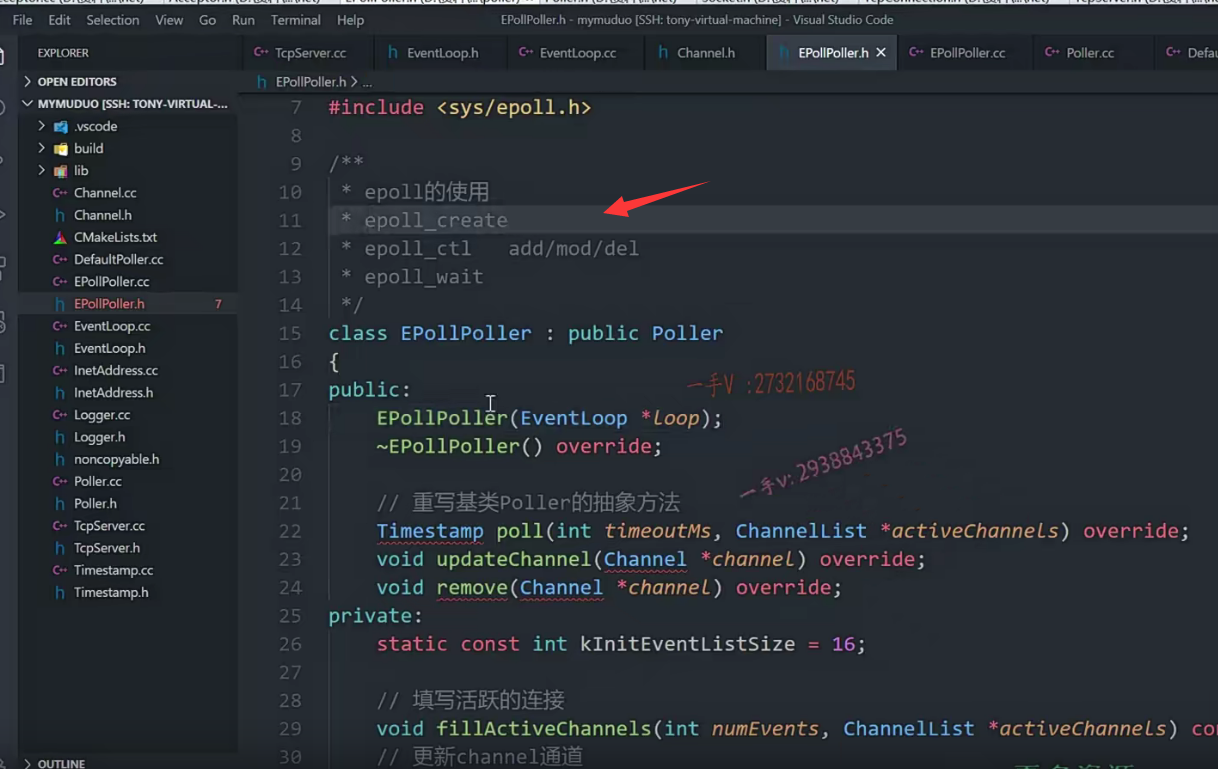 File Edit Selection View Go Run Terminal Help EPollPoller.h - mymuduo [SSH: tony-virtual-machine] - Visual Studio Code
EXPLORER
TcpServer.cc EventLoop.h EventLoop.cc Channel.h EPollPoller.h EPollPoller.cc Poller.cc
OPEN EDITORS
EPollPoller.h > ...
MYMUDUO [SSH: TONY-VIRTUAL-...
.vscode
build
lib
Channel.cc
Channel.h
CMakeLists.txt
DefaultPoller.cc
EPollPoller.cc
EPollPoller.h 7
EventLoop.cc
EventLoop.h
InetAddress.cc
InetAddress.h
Logger.cc
Logger.h
noncopyable.h
Poller.cc
Poller.h
TcpServer.cc
TcpServer.h
Timestamp.cc
Timestamp.h
OUTLINE
7 #include <sys/epoll.h>
8
9 /**
10 * epoll的使用
11 * epoll_create
12 * epoll_ctl add/mod/del
13 * epoll_wait
14 */
15 class EPollPoller : public Poller
16 {
17 public:
18 EPollPoller(EventLoop *loop);
19 ~EPollPoller() override;
20
21 // 重写基类Poller的抽象方法
22 Timestamp poll(int timeoutMs, ChannelList *activeChannels) override;
23 void updateChannel(Channel *channel) override;
24 void remove(Channel *channel) override;
25 private:
26 static const int kInitEventListSize = 16;
27
28 // 填写活跃的连接
29 void fillActiveChannels(int numEvents, ChannelList *activeChannels) co
30 // 更新channel通道
一手V :2732168745
一手v: 2938843375